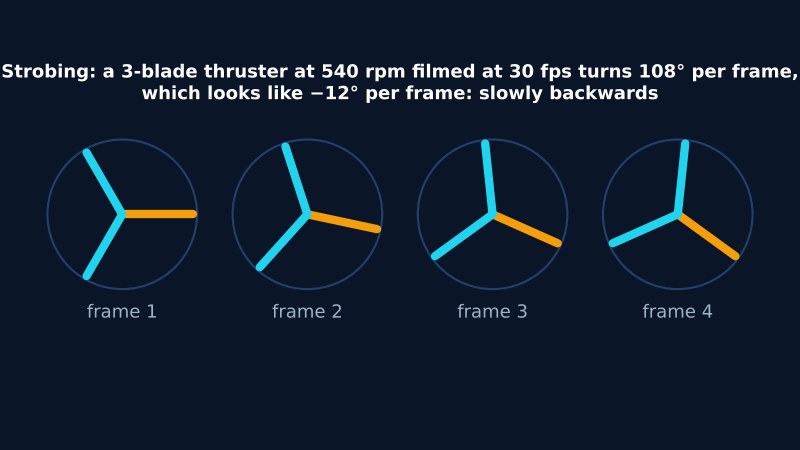 Strobing: a 3-blade thruster at 540 rpm filmed at 30 fps turns 108° per frame,
which looks like −12° per frame: slowly backwards
frame 1
frame 2
frame 3
frame 4